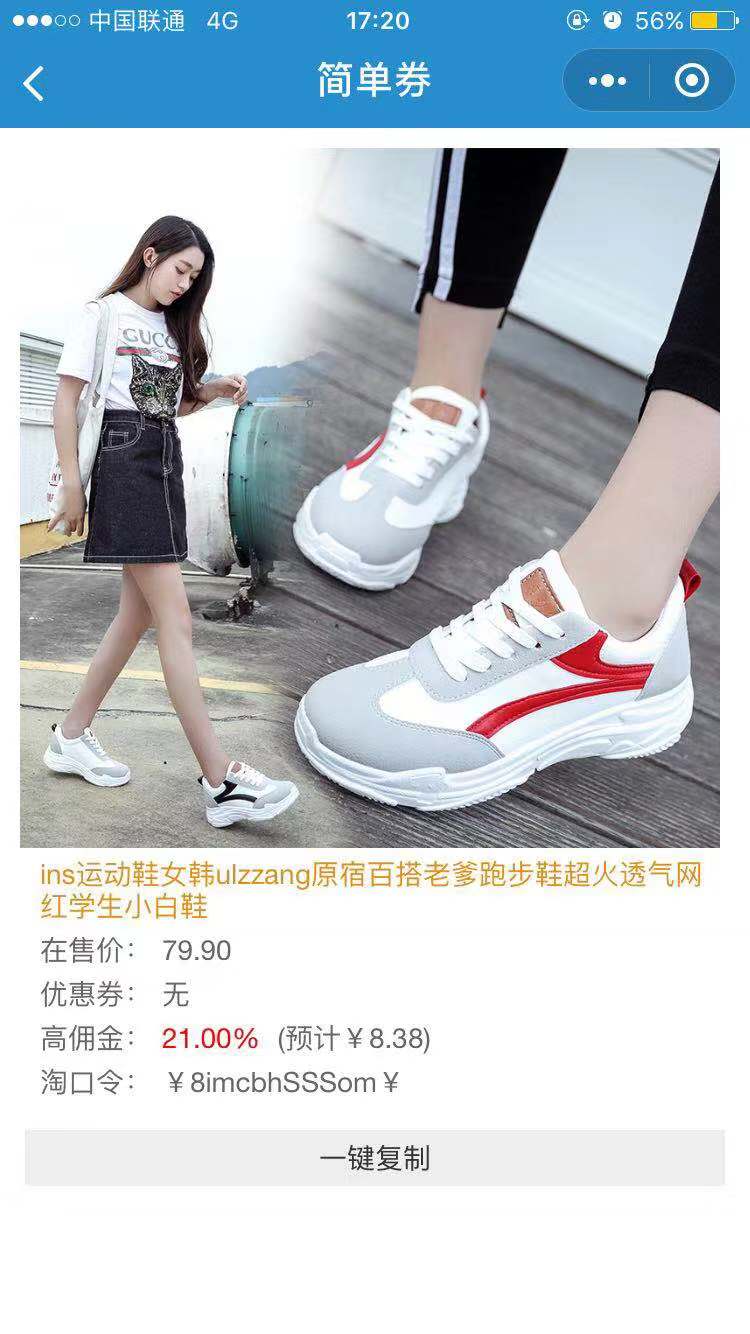 中国联通 4G 17:20 56%
简单券
GUCC
ins运动鞋女韩ulzzang原宿百搭老爹跑步鞋超火透气网
红学生小白鞋
在售价： 79.90
优惠券： 无
高佣金： 21.00% (预计￥8.38)
淘口令： ￥8imcbhSSSom￥
一键复制